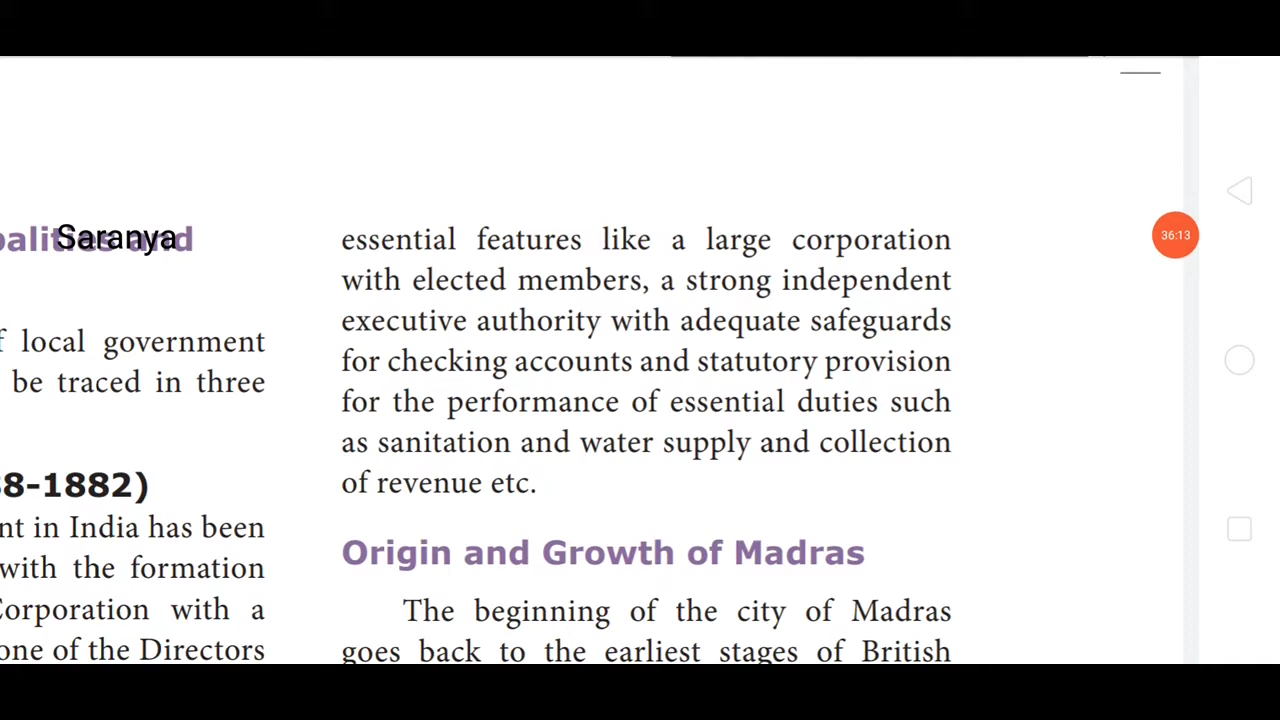 palities and
Saranya
f local government
be traced in three
8-1882)
nt in India has been
with the formation
Corporation with a
one of the Directors
essential features like a large corporation
with elected members, a strong independent
executive authority with adequate safeguards
for checking accounts and statutory provision
for the performance of essential duties such
as sanitation and water supply and collection
of revenue etc.
Origin and Growth of Madras
The beginning of the city of Madras
goes back to the earliest stages of British
36:13